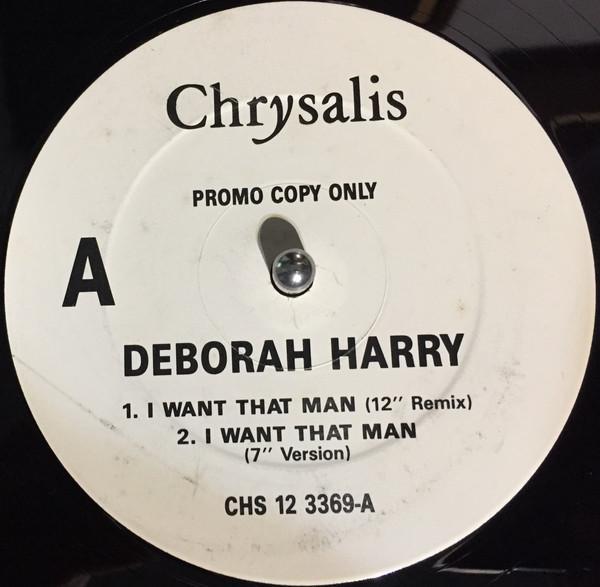 Chrysalis
PROMO COPY ONLY
A
DEBORAH HARRY
1. I WANT THAT MAN (12'' Remix)
2. I WANT THAT MAN
(7'' Version)
CHS 12 3369-A